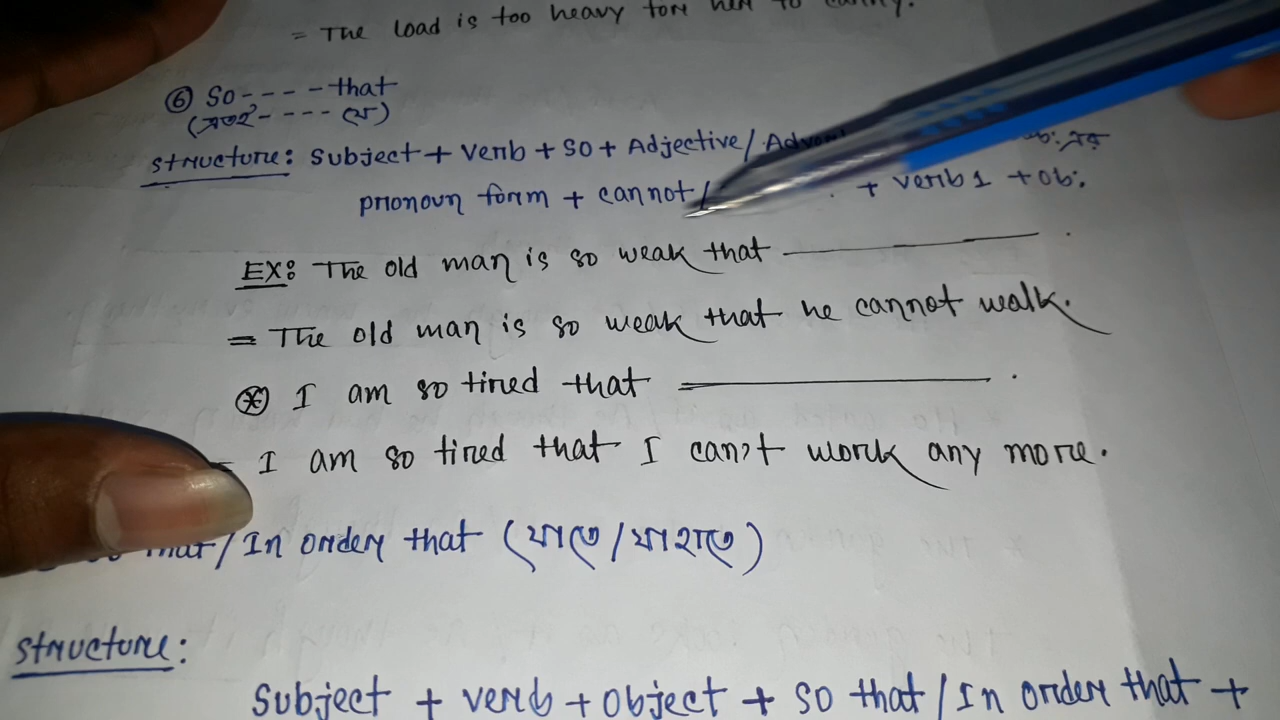 = The load is too heavy for her to carry.
⑥ So - - - - - that
(এতই - - - - যে)
Structure: Subject + verb + so + Adjective/
pronoun form + cannot/ + verb 1 + ob:
EX: The old man is so weak that ———.
= The old man is so weak that he cannot walk.
⊛ I am so tired that ———.
= I am so tired that I can't work any more.
that/In order that (যাতে/যাহাতে)
Structure:
Subject + verb + object + so that/In order that +